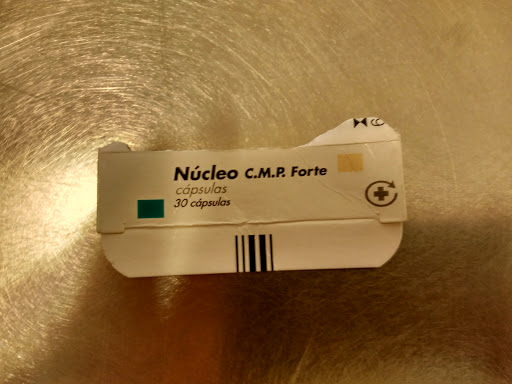 Núcleo C.M.P. Forte
cápsulas
30 cápsulas